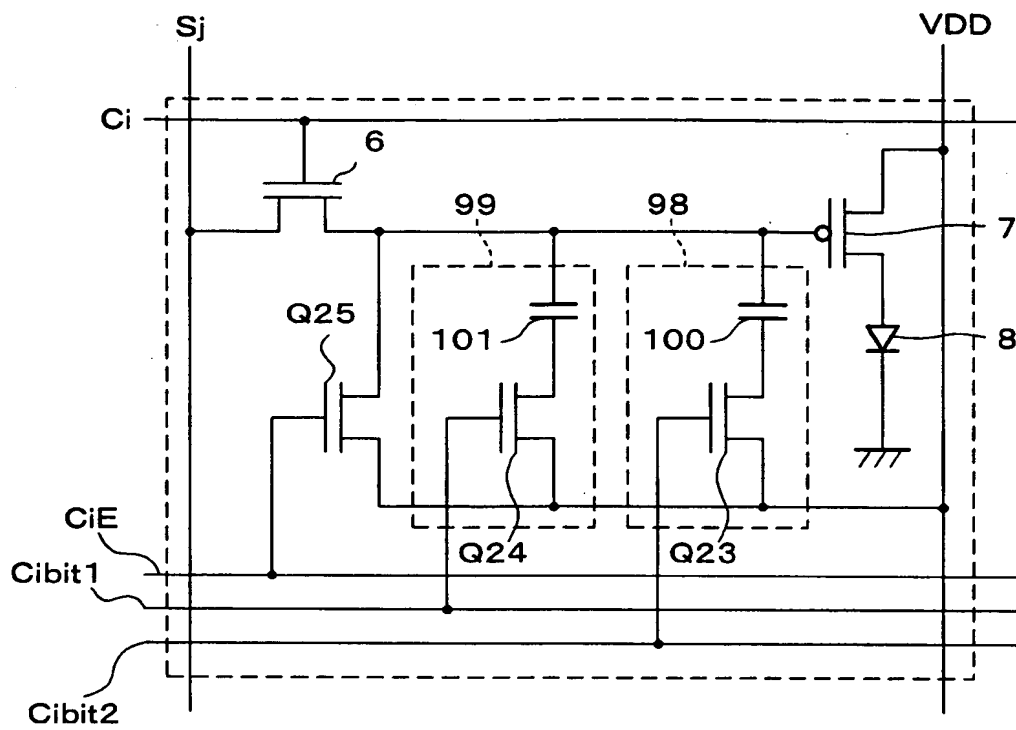 Sj
VDD
Ci
6
99
98
7
Q25
101
100
8
CiE
Q24
Q23
Cibit1
Cibit2